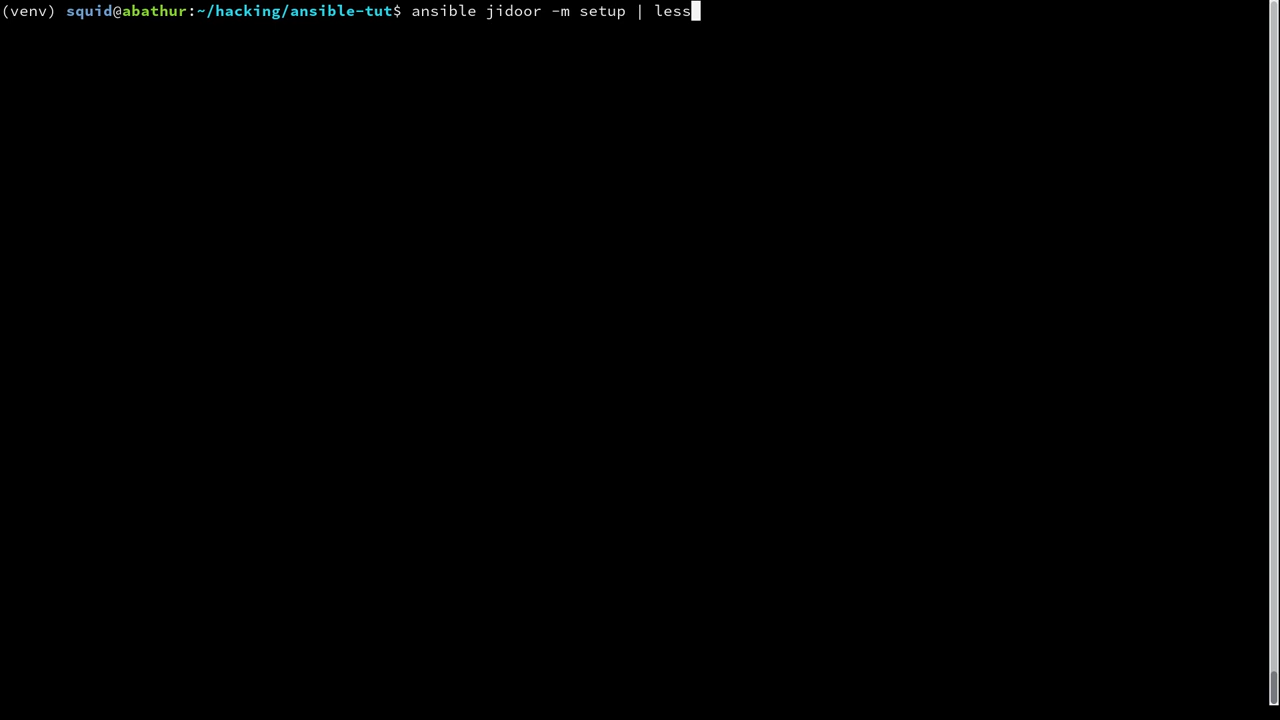 (venv) squid@abathur:~/hacking/ansible-tut$ ansible jidoor -m setup | less